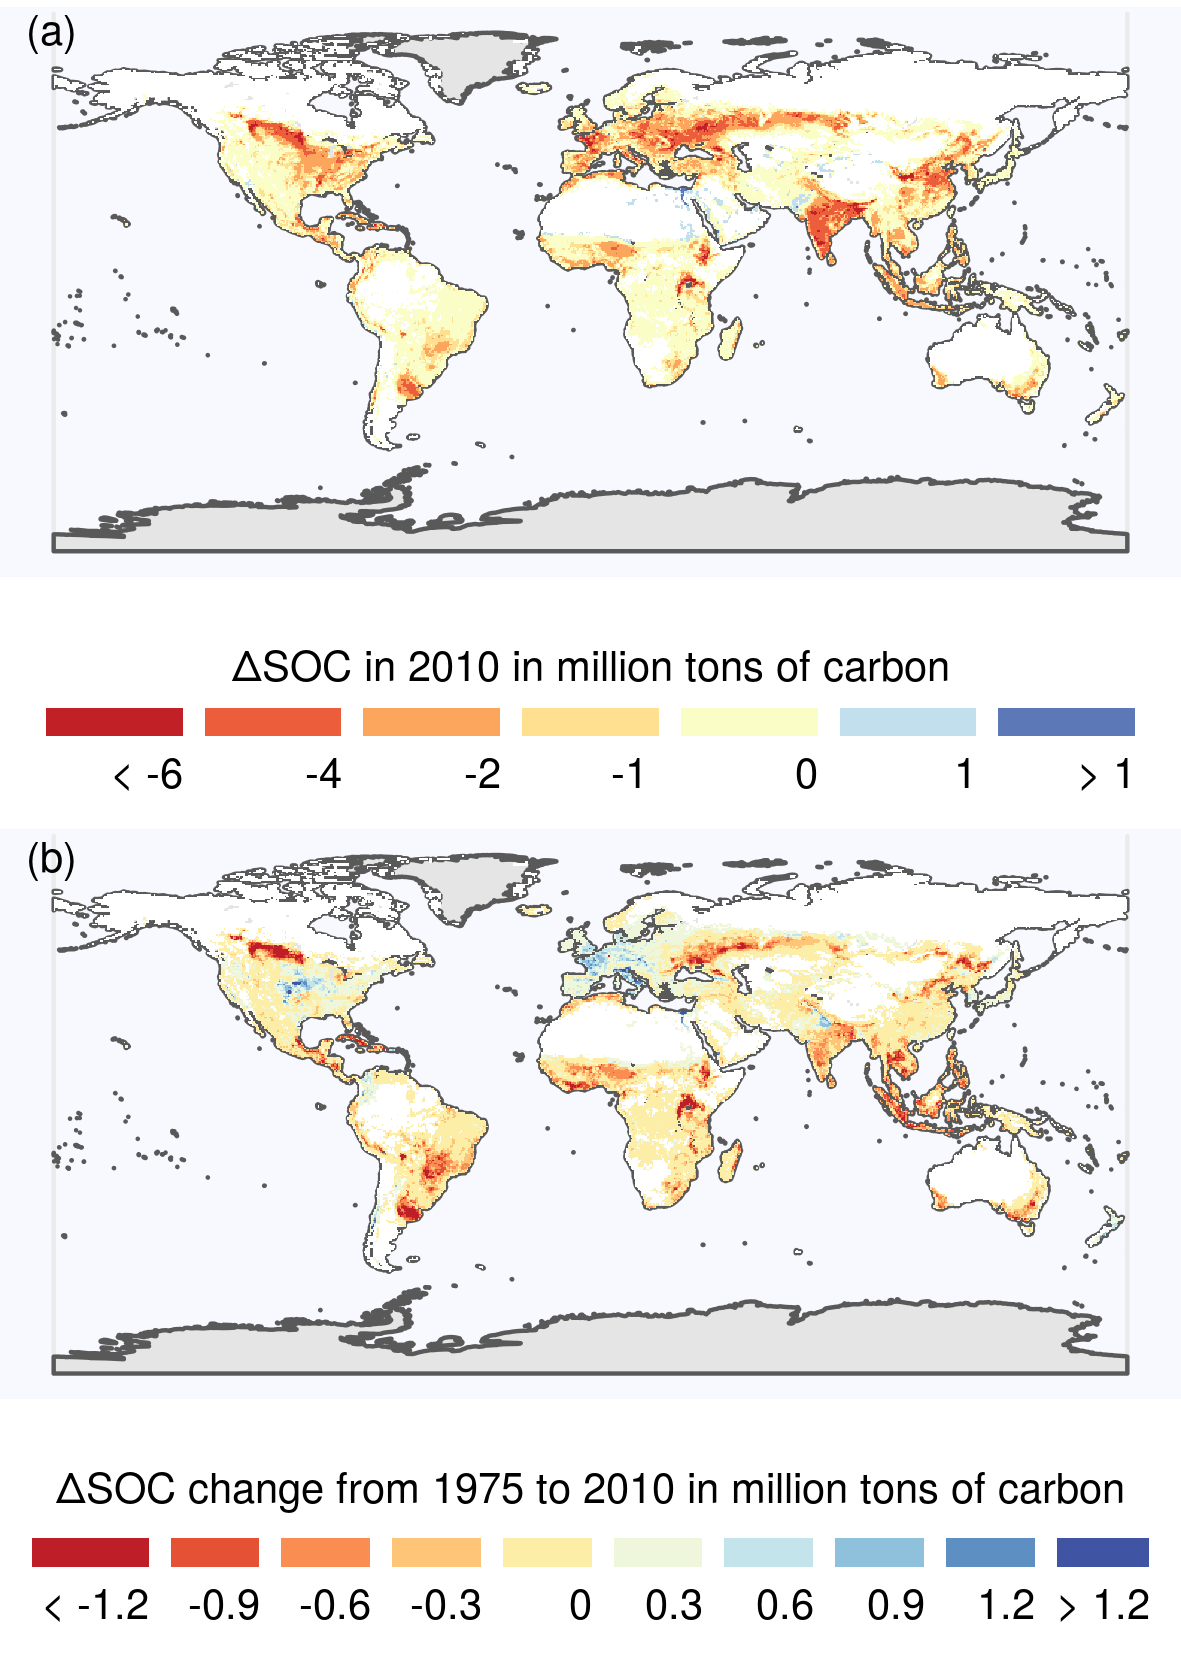 (a)
ΔSOC in 2010 in million tons of carbon
< -6 -4 -2 -1 0 1 > 1
(b)
ΔSOC change from 1975 to 2010 in million tons of carbon
< -1.2 -0.9 -0.6 -0.3 0 0.3 0.6 0.9 1.2 > 1.2